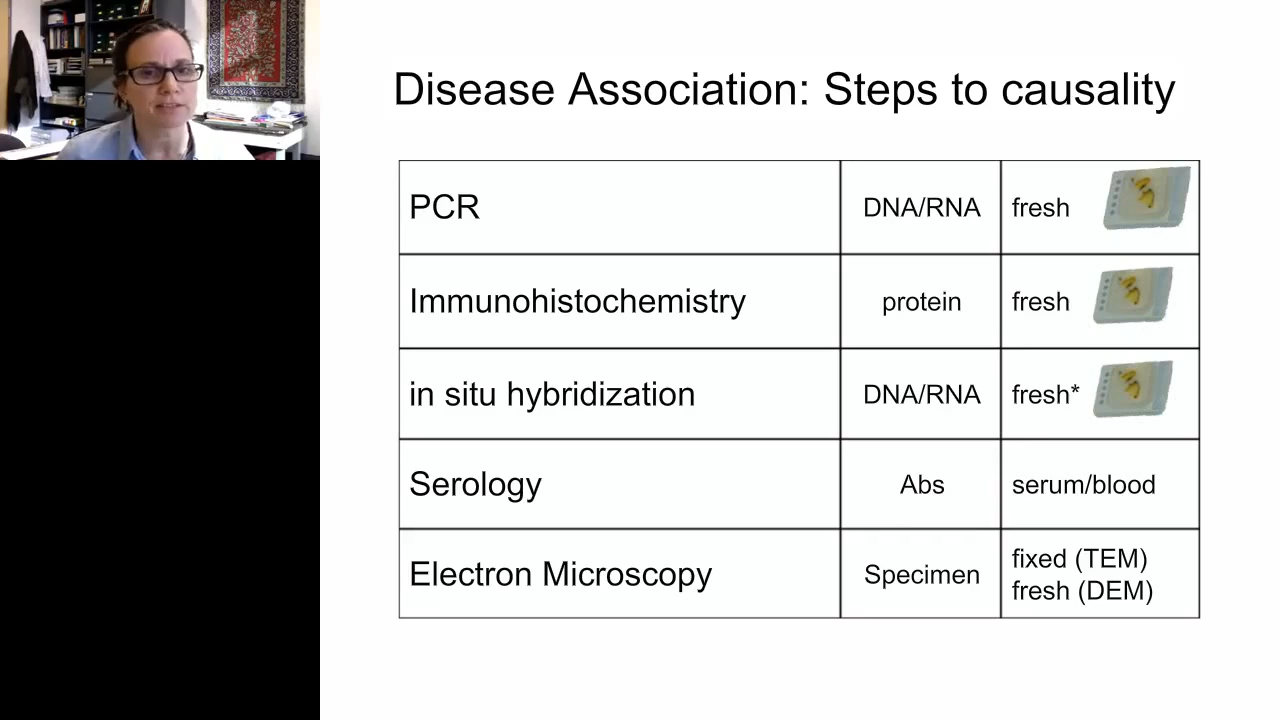 Disease Association: Steps to causality
PCR DNA/RNA fresh
Immunohistochemistry protein fresh
in situ hybridization DNA/RNA fresh*
Serology Abs serum/blood
Electron Microscopy Specimen fixed (TEM)
fresh (DEM)